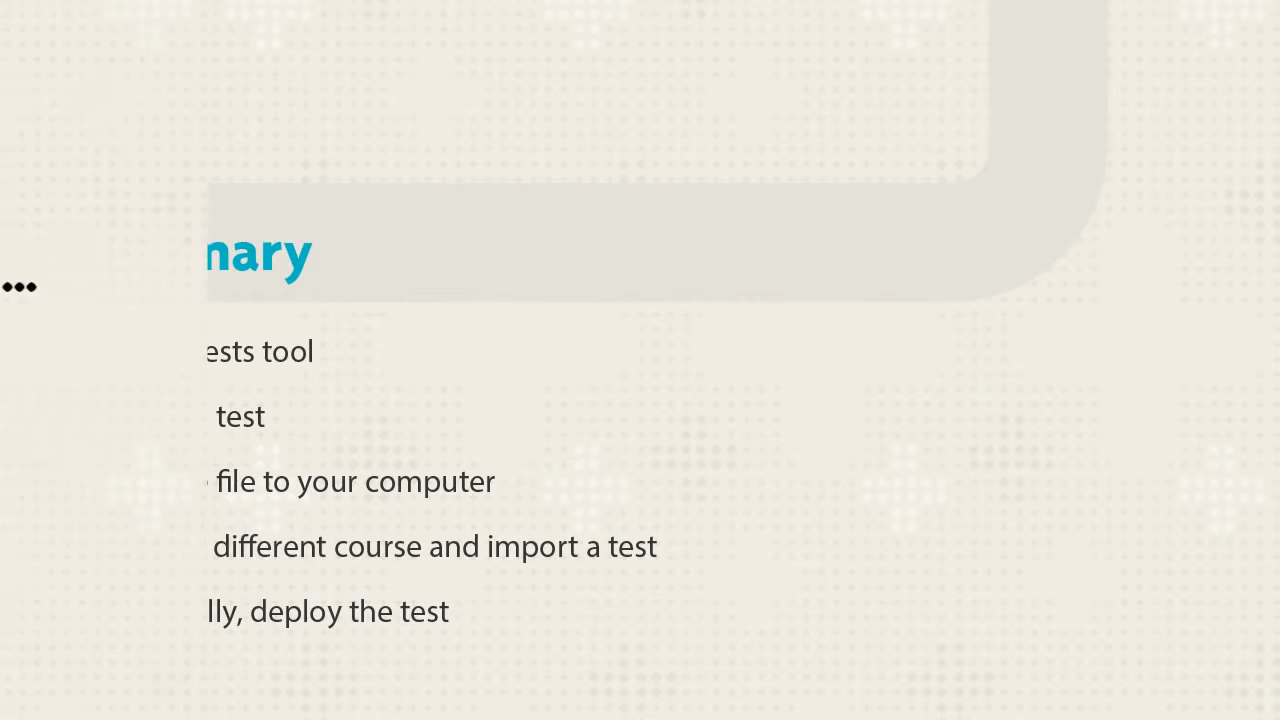 nary
...
ests tool
test
file to your computer
different course and import a test
lly, deploy the test